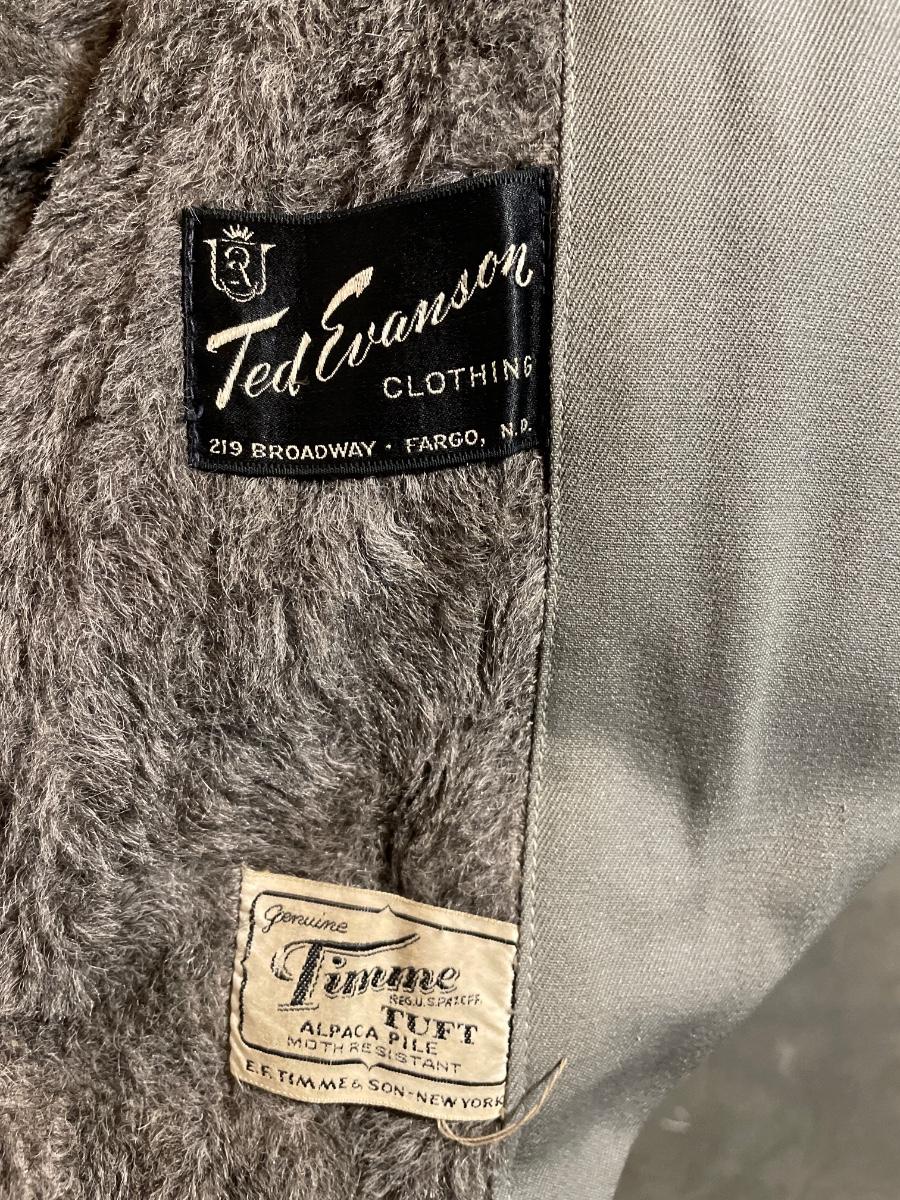 Ted Evanson
CLOTHING
219 BROADWAY · FARGO, N.D.
Genuine
Timme
REG.U.S.PAT.OFF.
TUFT
ALPACA PILE
MOTH RESISTANT
E.F. TIMME & SON - NEW YORK